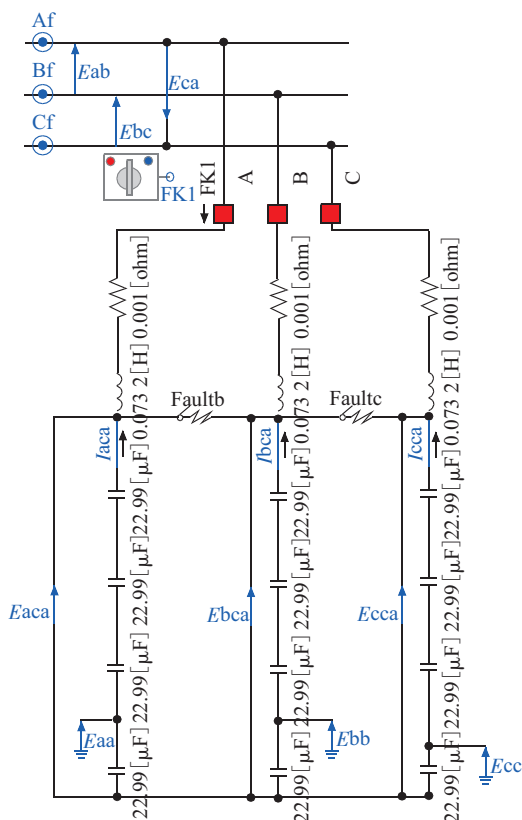 Af
Eab
Bf
Eca
Cf
Ebc
FK1
FK1
A
B
C
0.001[ohm]
0.001[ohm]
0.001[ohm]
0.073 2[H]
0.073 2[H]
0.073 2[H]
Faultb
Faultc
Iaca
Ibca
Icca
22.99[μF]
22.99[μF]
22.99[μF]
22.99[μF]
22.99[μF]
22.99[μF]
22.99[μF]
22.99[μF]
22.99[μF]
Eaca
Ebca
Ecca
Eaa
Ebb
Ecc
22.99[μF]
22.99[μF]
22.99[μF]